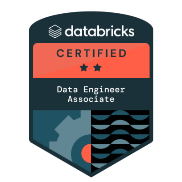 databricks
CERTIFIED
Data Engineer
Associate